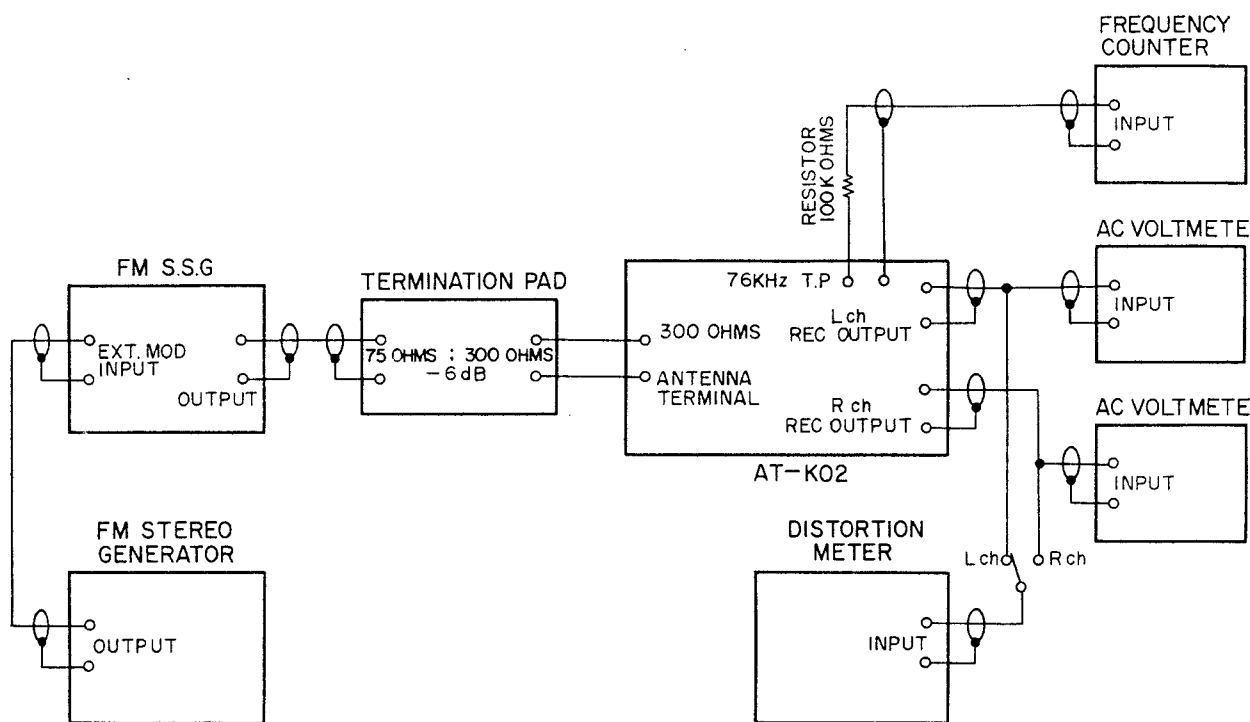 FREQUENCY
COUNTER
INPUT
RESISTOR
100K OHMS
AC VOLTMETE
INPUT
FM S.S.G
EXT. MOD
INPUT
OUTPUT
TERMINATION PAD
75 OHMS : 300 OHMS
-6dB
76KHz T.P
300 OHMS
ANTENNA
TERMINAL
L ch
REC OUTPUT
R ch
REC OUTPUT
AT-K02
AC VOLTMETE
INPUT
FM STEREO
GENERATOR
OUTPUT
DISTORTION
METER
INPUT
L ch
R ch